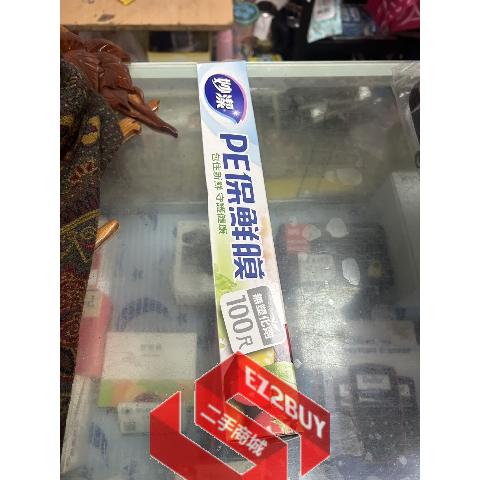 妙潔
PE保鮮膜
包住新鮮 守護健康
無塑化劑
100尺
EZ2BUY
二手商城